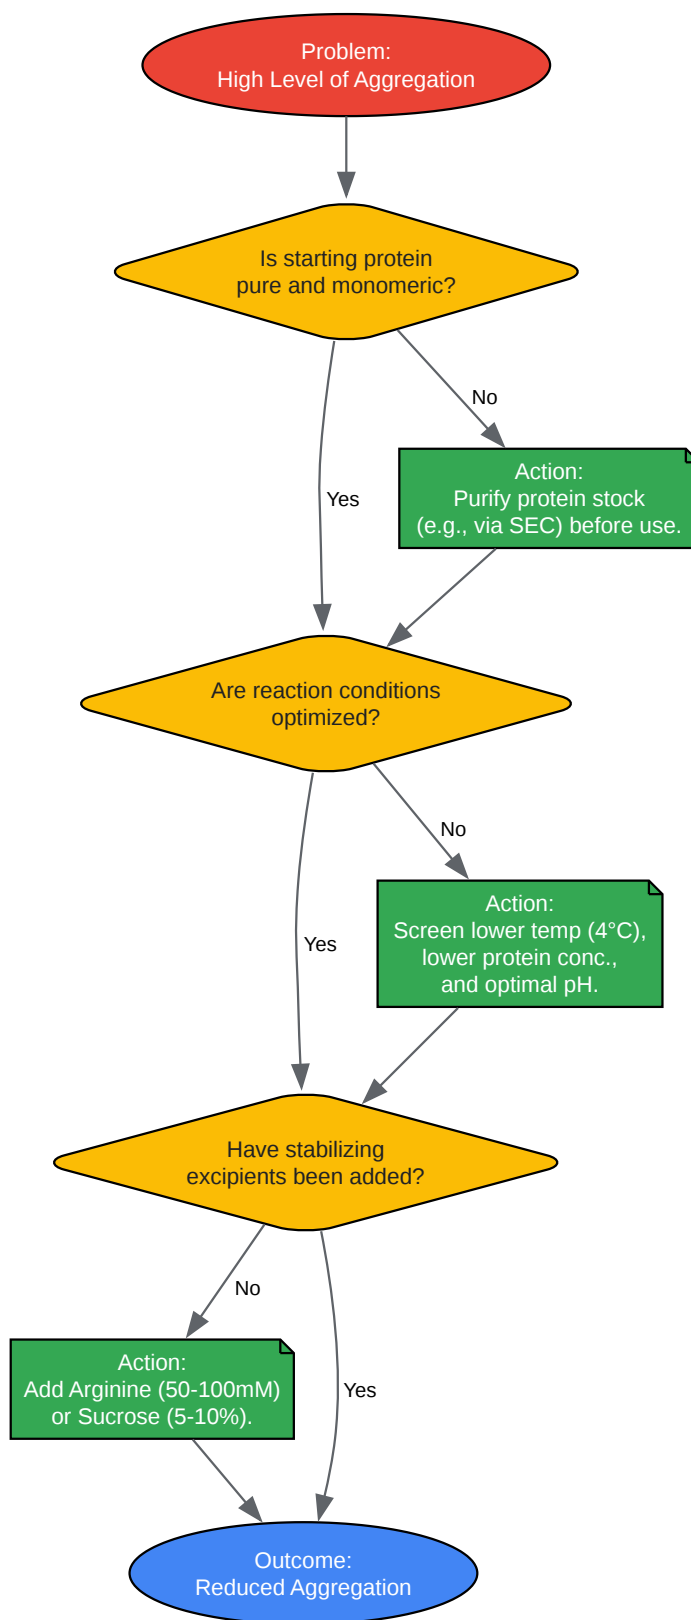 Problem:
High Level of Aggregation
Is starting protein
pure and monomeric?
No
Action:
Purify protein stock
(e.g., via SEC) before use.
Yes
Are reaction conditions
optimized?
No
Action:
Screen lower temp (4°C),
lower protein conc.,
and optimal pH.
Yes
Have stabilizing
excipients been added?
No
Action:
Add Arginine (50-100mM)
or Sucrose (5-10%).
Yes
Outcome:
Reduced Aggregation